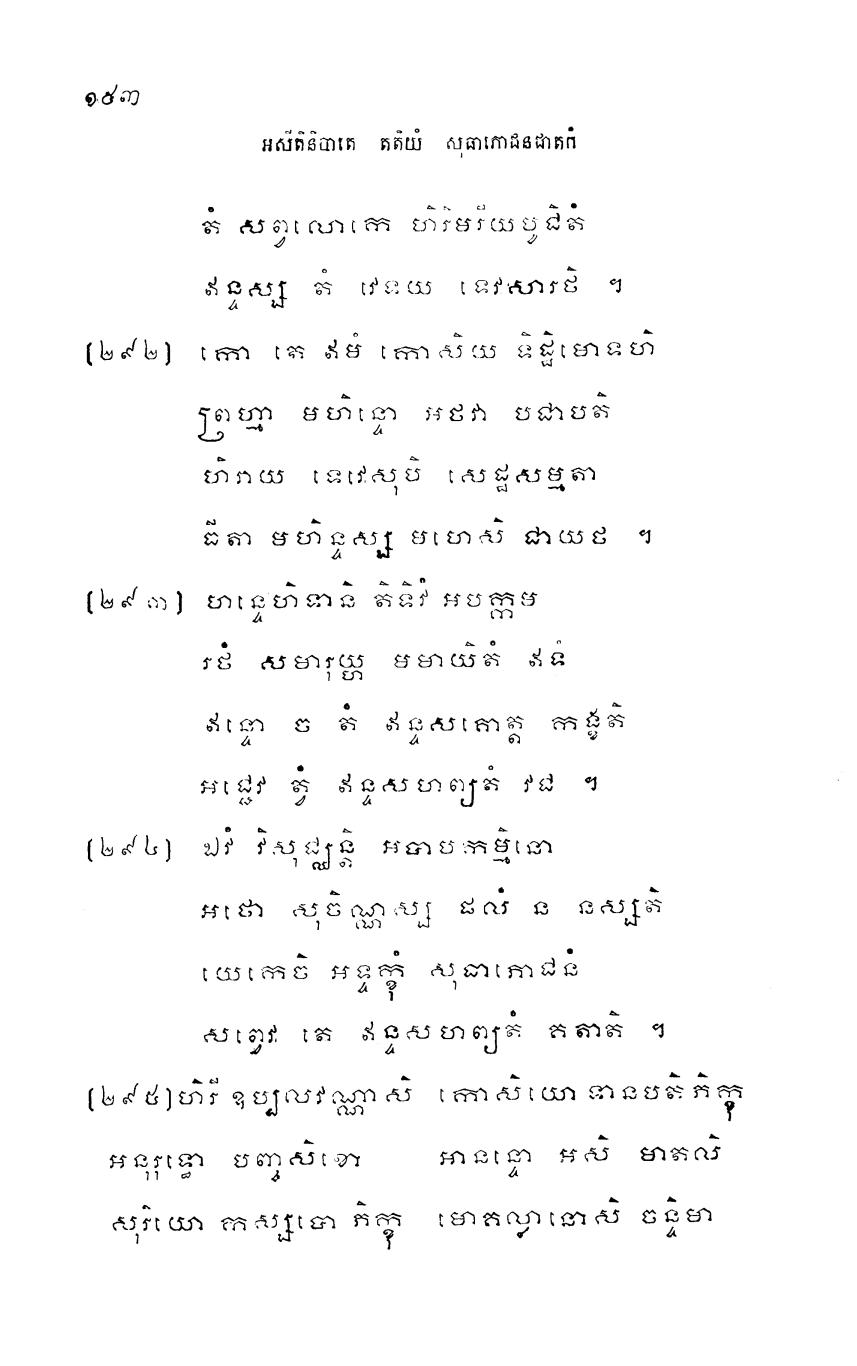 ១៥៣
អសីតិនិបាតេ តតិយំ សុធាភោជនជាតកំ
តំ សព្វលោកេ ហិរិមរិយបូជិតំ
ឥន្ទស្ស តំ វេទយ ទេវសារថិ ។
(២៩២) កោ តេ ឥមំ កោសិយ ទិដ្ឋិមោទហិ
ព្រហ្មា មហិន្ទោ អថវា បជាបតិ
ហិរាយ ទេវេសុបិ សេដ្ឋសម្មតា
ធីតា មហិន្ទស្ស មហេសិ ជាយថ ។
(២៩៣) ហន្ទេហិទានិ តិទិវំ អបក្កម
រថំ សមារុយ្ហ មមាយិតំ ឥទំ
ឥន្ទោ ច តំ ឥន្ទសគោត្ត កង្ខតិ
អជ្ជេវ ត្វំ ឥន្ទសហព្យតំ វជ ។
(២៩៤) ឯវំ វិសុជ្ឈន្តិ អបាបកម្មិនោ
អថោ សុចិណ្ណស្ស ផលំ ន នស្សតិ
យេកេចិ អទ្ទក្ខុំ សុធាភោជនំ
សព្វេវ តេ ឥន្ទសហព្យតំ គតាតិ ។
(២៩៥) ហិរី ឧប្បលវណ្ណាសិ កោសិយោ ទានបតិ ភិក្ខុ
អនុរុទ្ធោ បញ្ចសិខោ អានន្ទោ អសិ មាតលិ
សុរិយោ កស្សបោ ភិក្ខុ មោគល្លានោសិ ចន្ទិមា